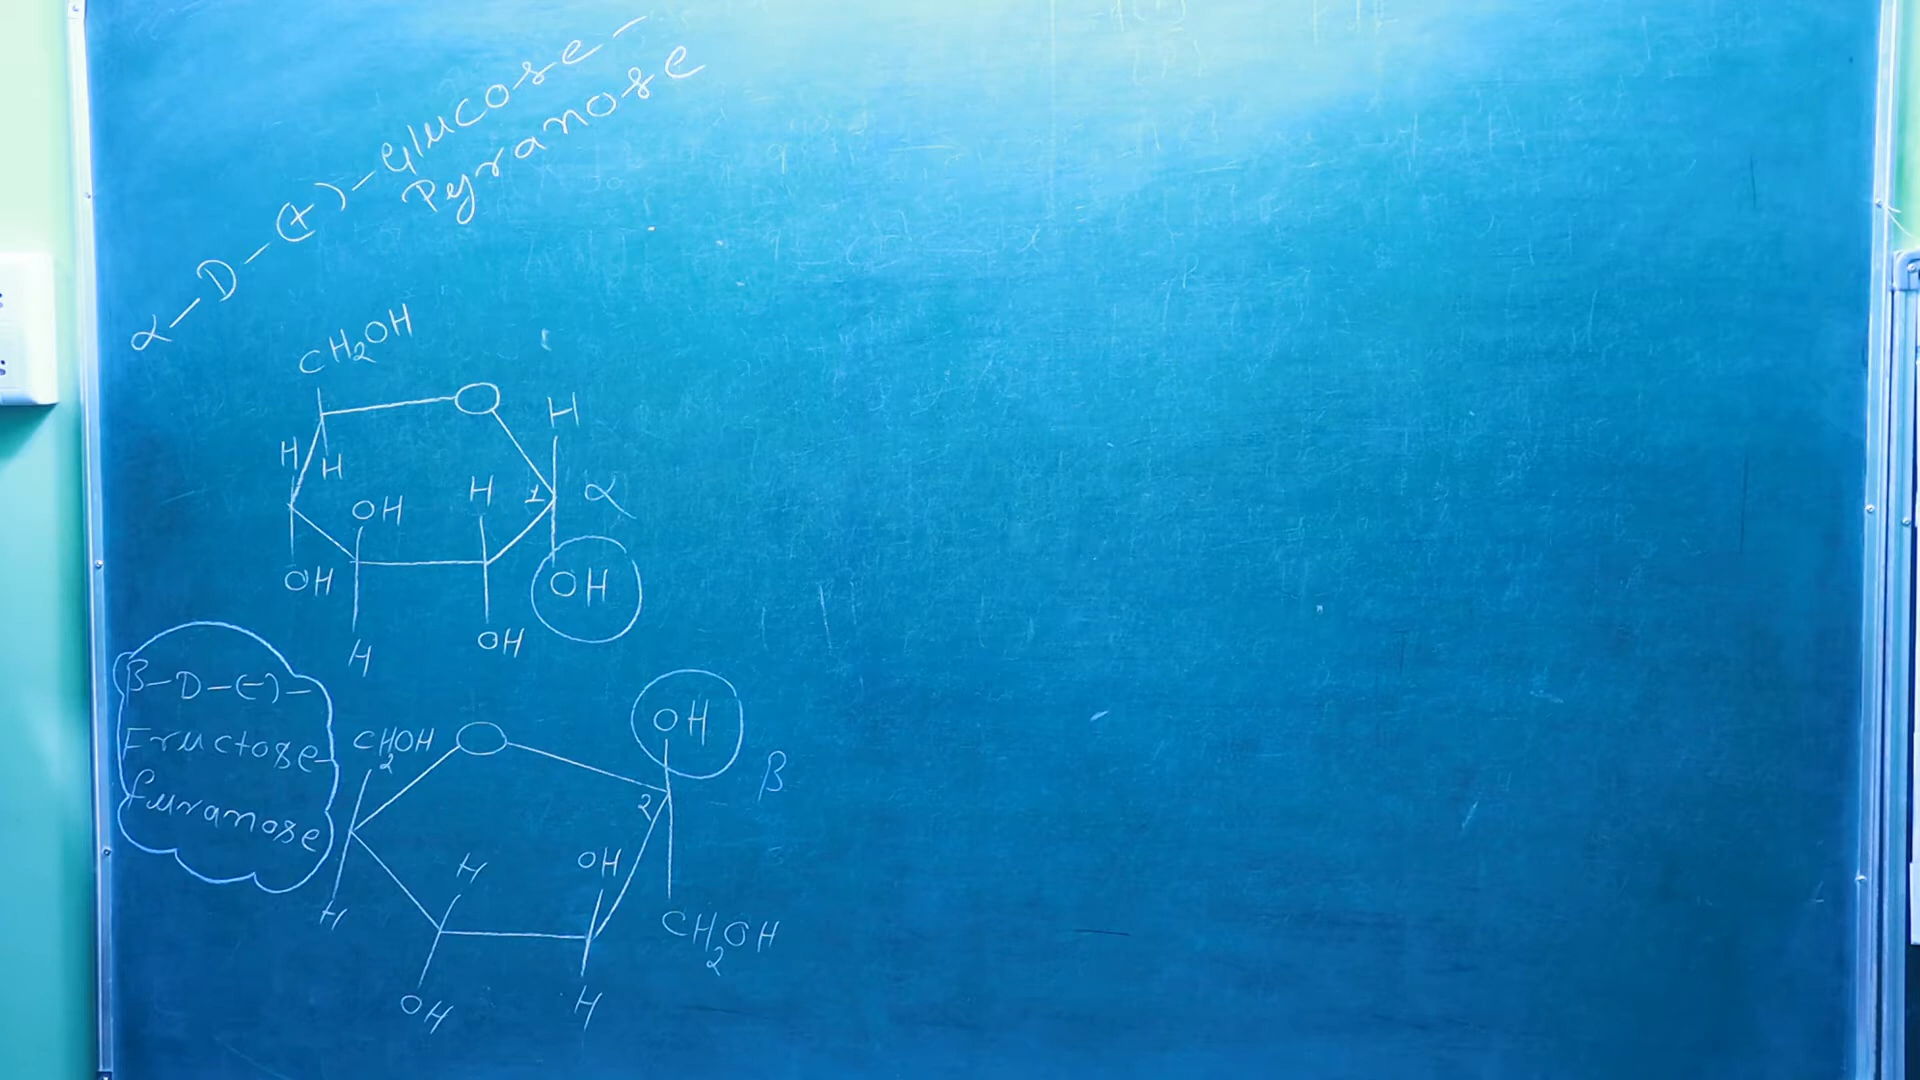 α-D-(+)-Glucose-
Pyranose
CH2OH
O
H
H
H
OH
H
1
α
OH
OH
OH
H
β-D-(-)-
Fructose-
furanose
CH2OH
O
OH
β
2
H
OH
H
CH2OH
OH
H